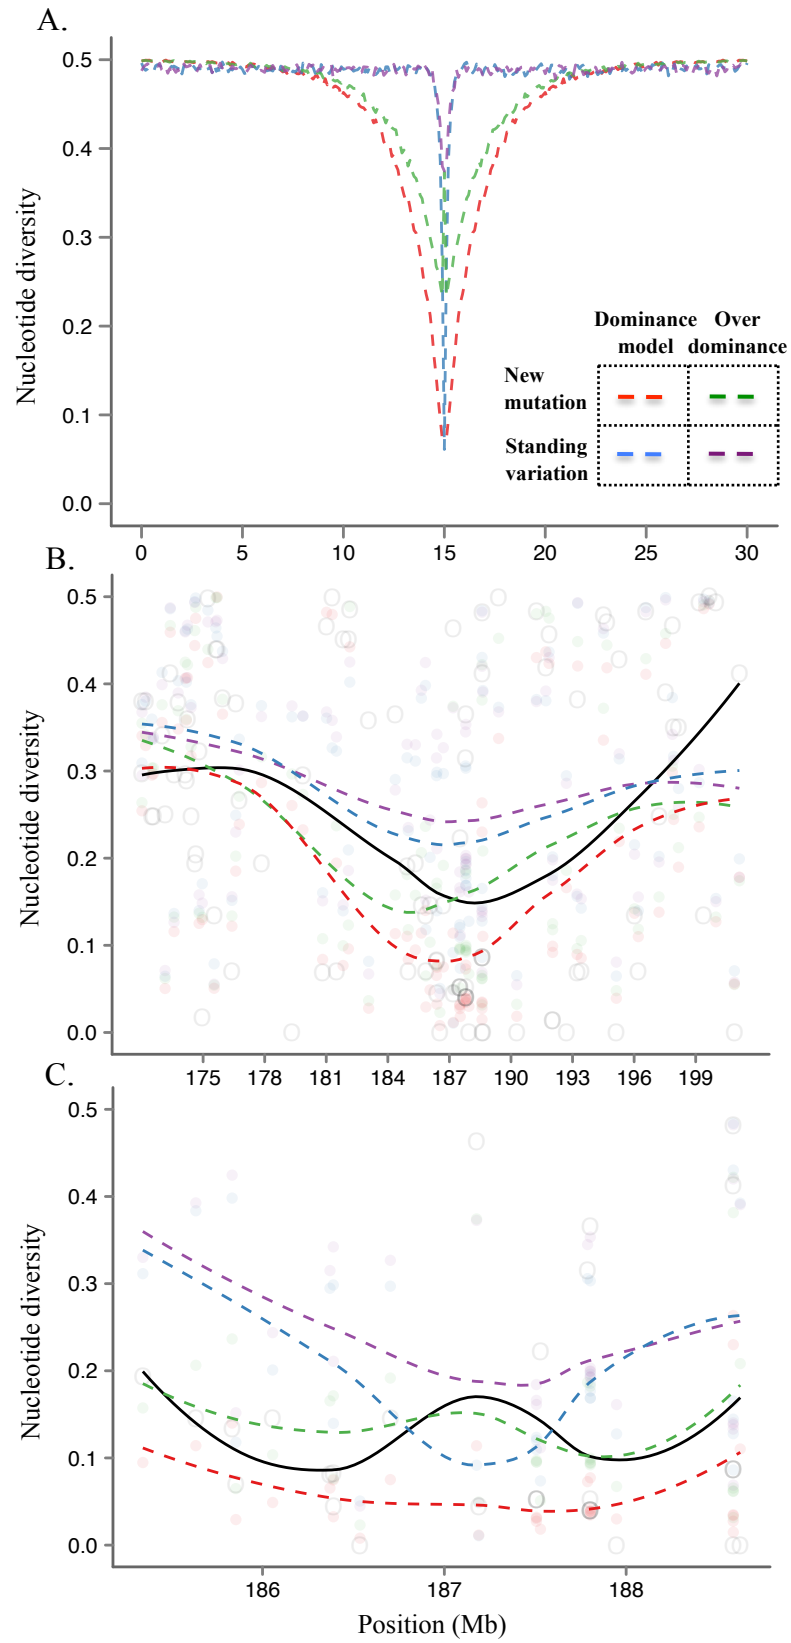 A.
0.5
0.4
0.3
0.2
0.1
0.0
Nucleotide diversity
Dominance Over
model dominance
New
mutation
Standing
variation
0 5 10 15 20 25 30
B.
0.5
0.4
0.3
0.2
0.1
0.0
Nucleotide diversity
175 178 181 184 187 190 193 196 199
C.
0.5
0.4
0.3
0.2
0.1
0.0
Nucleotide diversity
186 187 188
Position (Mb)